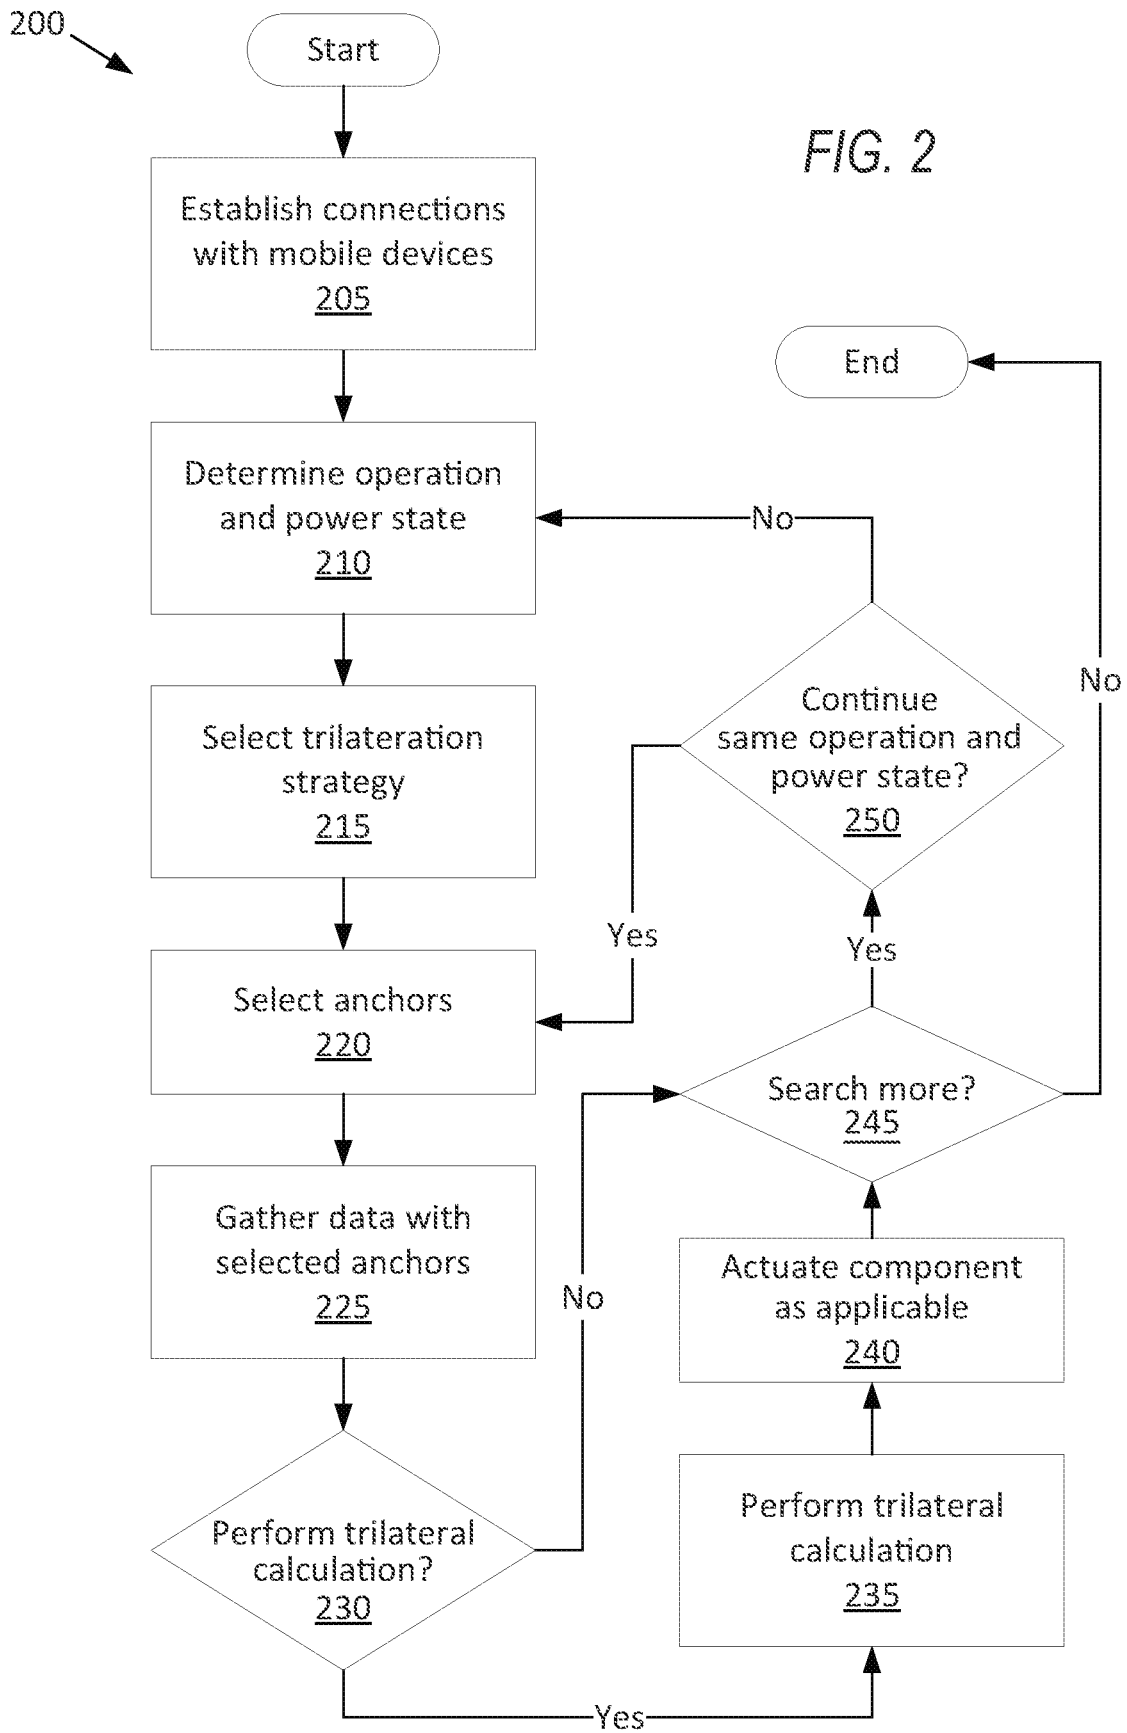 200
Start
FIG. 2
Establish connections
with mobile devices
205
End
Determine operation
and power state
210
No
No
Select trilateration
strategy
215
Continue
same operation and
power state?
250
Yes
Yes
Select anchors
220
Search more?
245
Gather data with
selected anchors
225
No
Actuate component
as applicable
240
Perform trilateral
calculation?
230
Perform trilateral
calculation
235
Yes